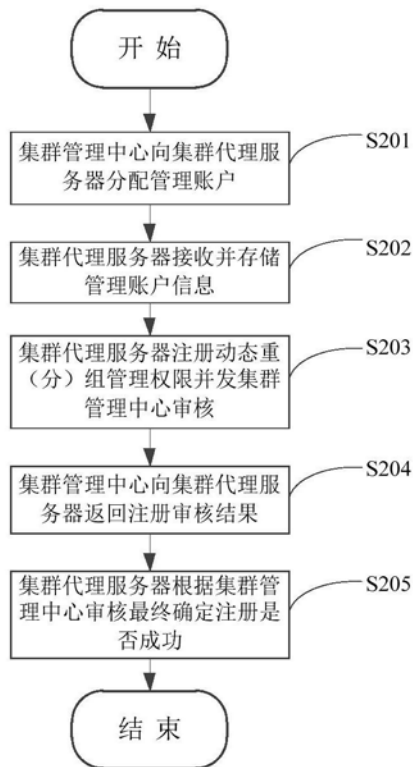 开 始
集群管理中心向集群代理服
务器分配管理账户
S201
集群代理服务器接收并存储
管理账户信息
S202
集群代理服务器注册动态重
（分）组管理权限并发集群
管理中心审核
S203
集群管理中心向集群代理服
务器返回注册审核结果
S204
集群代理服务器根据集群管
理中心审核最终确定注册是
否成功
S205
结 束